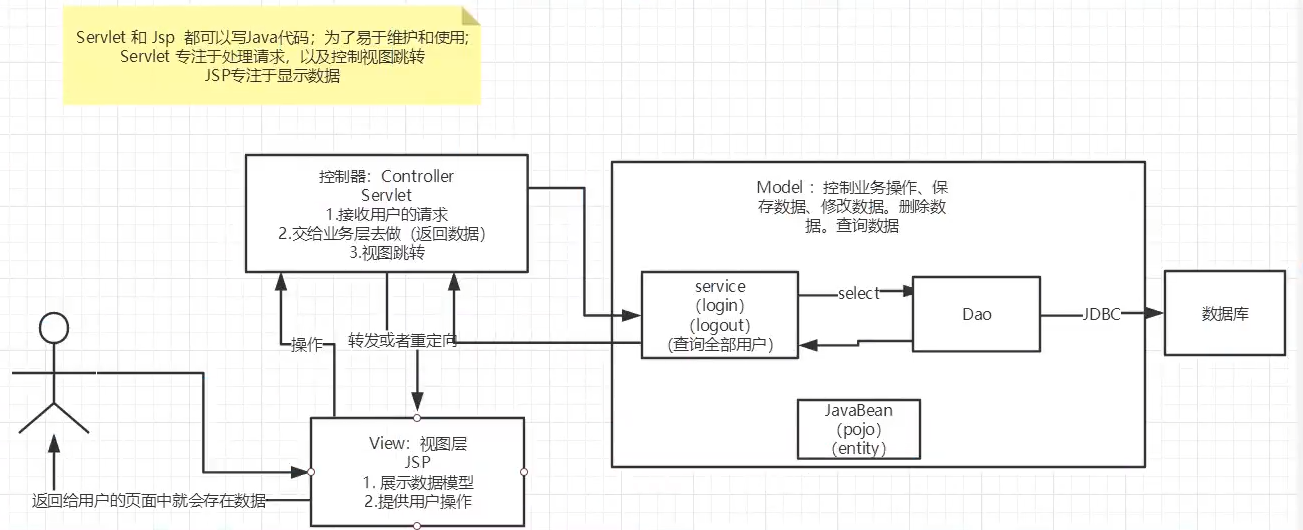 Servlet 和 Jsp 都可以写Java代码；为了易于维护和使用;
Servlet 专注于处理请求，以及控制视图跳转
JSP专注于显示数据
控制器：Controller
Servlet
1.接收用户的请求
2.交给业务层去做（返回数据）
3.视图跳转
Model ：控制业务操作、保
存数据、修改数据。删除数
据。查询数据
service
（login）
（logout）
（查询全部用户）
select
Dao
JDBC
数据库
操作
转发或者重定向
JavaBean
（pojo）
（entity）
View：视图层
JSP
1. 展示数据模型
2.提供用户操作
返回给用户的页面中就会存在数据